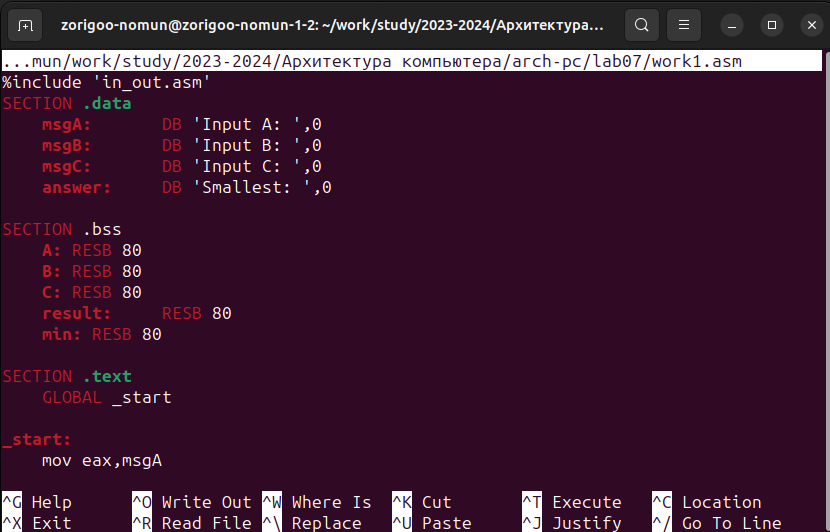 zorigoo-nomun@zorigoo-nomun-1-2: ~/work/study/2023-2024/Архитектура...
...mun/work/study/2023-2024/Архитектура компьютера/arch-pc/lab07/work1.asm
%include 'in_out.asm'
SECTION .data
    msgA:       DB 'Input A: ',0
    msgB:       DB 'Input B: ',0
    msgC:       DB 'Input C: ',0
    answer:     DB 'Smallest: ',0

SECTION .bss
    A: RESB 80
    B: RESB 80
    C: RESB 80
    result:     RESB 80
    min: RESB 80

SECTION .text
    GLOBAL _start

_start:
    mov eax,msgA

^G Help ^O Write Out ^W Where Is ^K Cut ^T Execute ^C Location
^X Exit ^R Read File ^\ Replace ^U Paste ^J Justify ^/ Go To Line